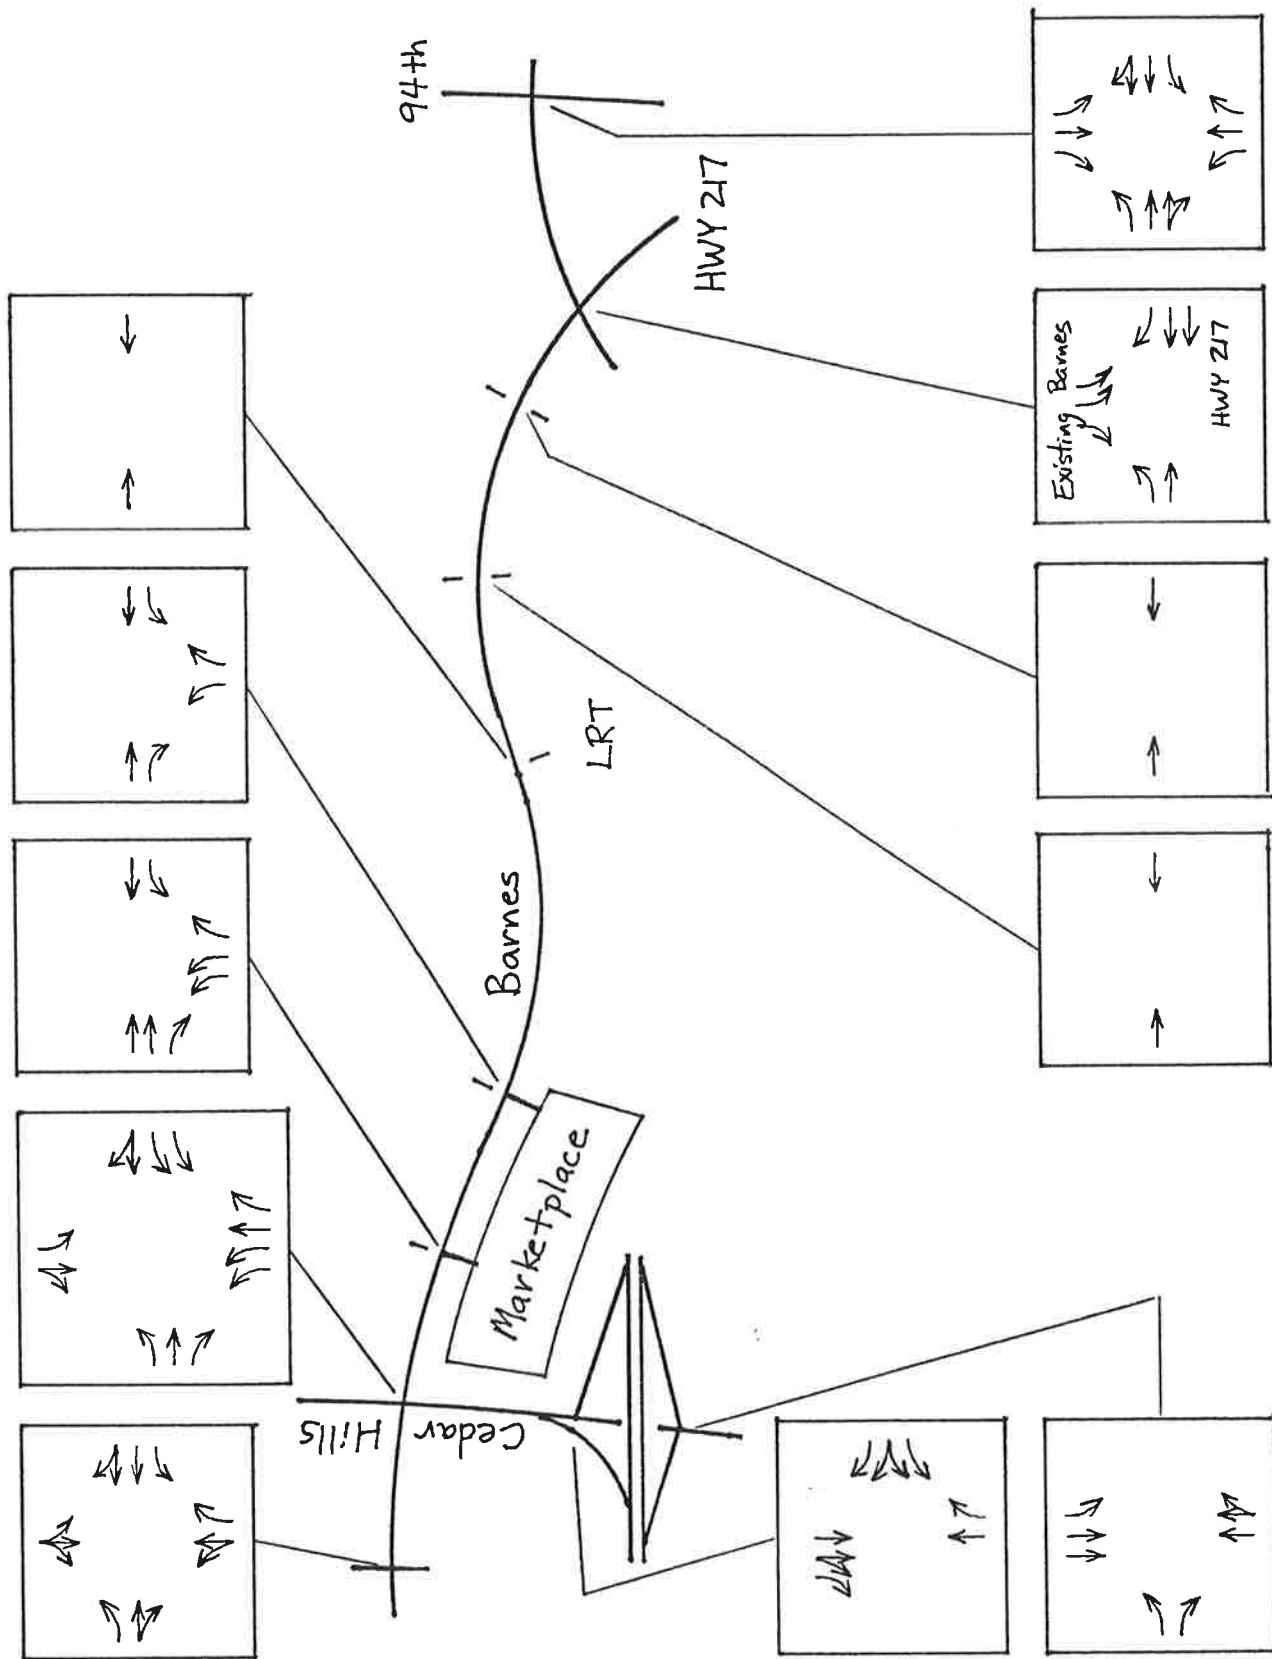 94th
HWY 217
LRT
Barnes
Marketplace
Cedar
Hills
Existing Barnes
HWY 217